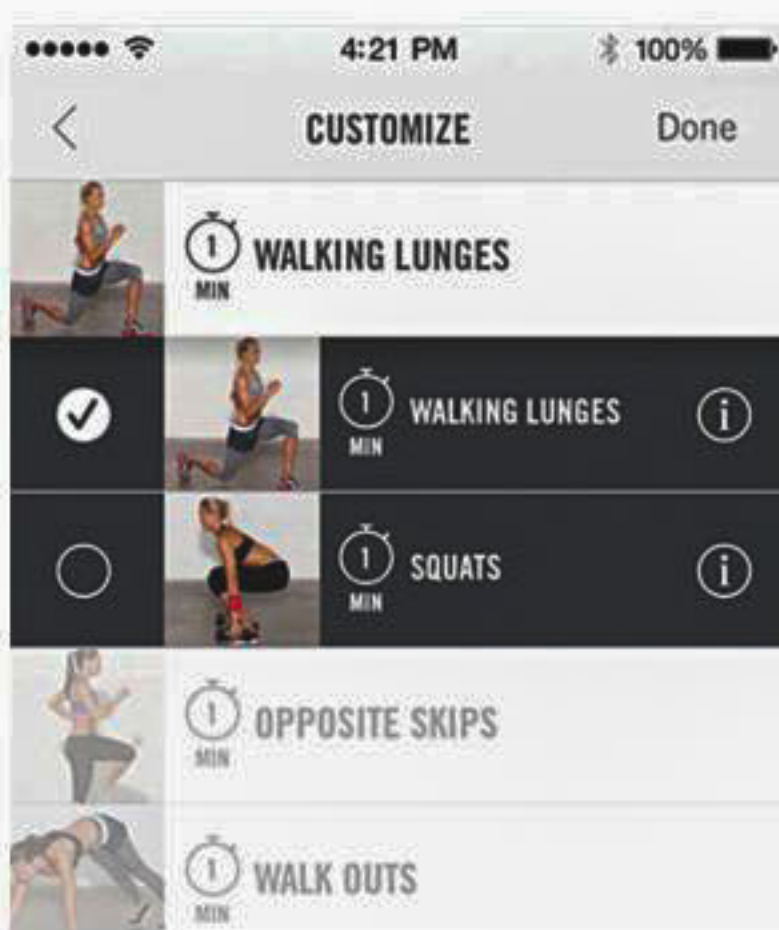 4:21 PM 100%
CUSTOMIZE Done
1 MIN WALKING LUNGES
1 MIN WALKING LUNGES i
1 MIN SQUATS i
1 MIN OPPOSITE SKIPS
1 MIN WALK OUTS